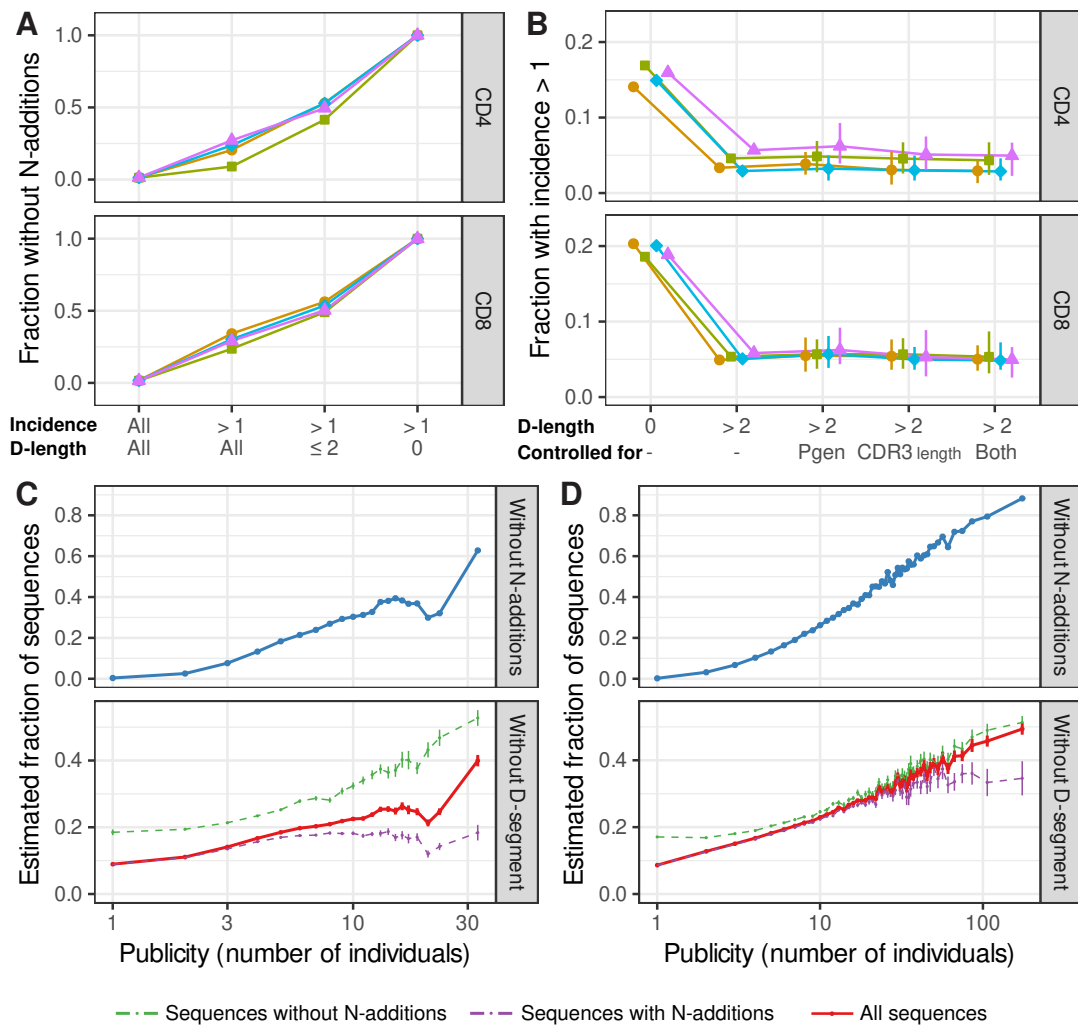 A
Fraction without N-additions
1.0
0.5
0.0
CD4
1.0
0.5
0.0
CD8
Incidence All > 1 > 1 > 1
D-length All All ≤ 2 0
B
Fraction with incidence > 1
0.2
0.1
0.0
CD4
0.2
0.1
0.0
CD8
D-length 0 > 2 > 2 > 2 > 2
Controlled for - - Pgen CDR3 length Both
C
Estimated fraction of sequences
0.8
0.6
0.4
0.2
0.0
Without N-additions
0.4
0.2
0.0
Without D-segment
1 3 10 30
Publicity (number of individuals)
D
Estimated fraction of sequences
0.8
0.6
0.4
0.2
0.0
Without N-additions
0.4
0.2
0.0
Without D-segment
1 10 100
Publicity (number of individuals)
Sequences without N-additions Sequences with N-additions All sequences